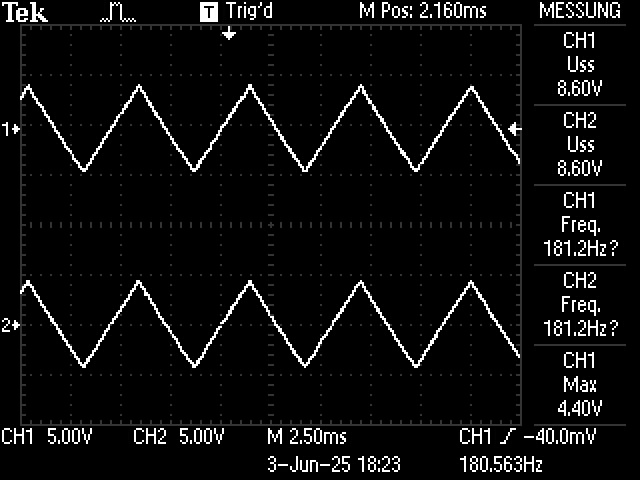 Tek T Trig'd M Pos: 2.160ms MESSUNG
CH1
Uss
8.60V
1
CH2
Uss
8.60V
CH1
Freq.
181.2Hz?
CH2
Freq.
181.2Hz?
2
CH1
Max
4.40V
CH1 5.00V CH2 5.00V M 2.50ms CH1 -40.0mV
3-Jun-25 18:23 180.563Hz